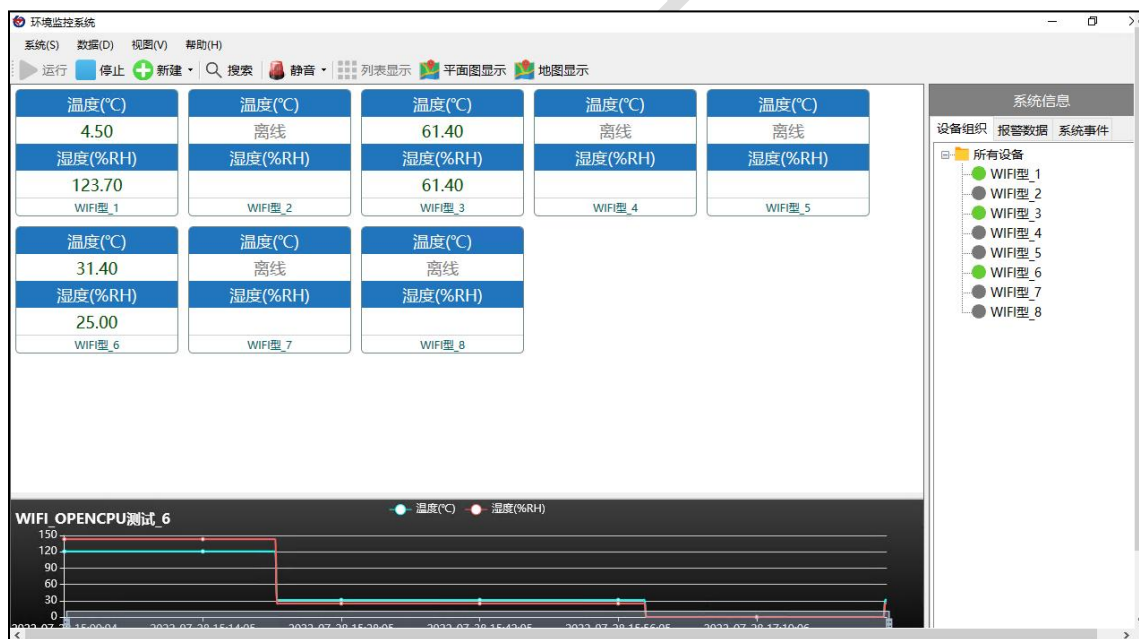 环境监控系统
系统(S) 数据(D) 视图(V) 帮助(H)
运行 停止 新建 搜索 静音 列表显示 平面图显示 地图显示
温度(℃) 温度(℃) 温度(℃) 温度(℃) 温度(℃)
4.50 离线 61.40 离线 离线
湿度(%RH) 湿度(%RH) 湿度(%RH) 湿度(%RH) 湿度(%RH)
123.70 61.40
WIFI型_1 WIFI型_2 WIFI型_3 WIFI型_4 WIFI型_5
温度(℃) 温度(℃) 温度(℃)
31.40 离线 离线
湿度(%RH) 湿度(%RH) 湿度(%RH)
25.00
WIFI型_6 WIFI型_7 WIFI型_8
系统信息
设备组织 报警数据 系统事件
所有设备
WIFI型_1
WIFI型_2
WIFI型_3
WIFI型_4
WIFI型_5
WIFI型_6
WIFI型_7
WIFI型_8
WIFI_OPENCPU测试_6
温度(℃) 湿度(%RH)
150
120
90
60
30
0